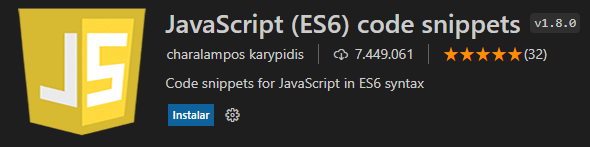 JS
JavaScript (ES6) code snippets v1.8.0
charalampos karypidis | 7.449.061 | ★★★★★(32)
Code snippets for JavaScript in ES6 syntax
Instalar